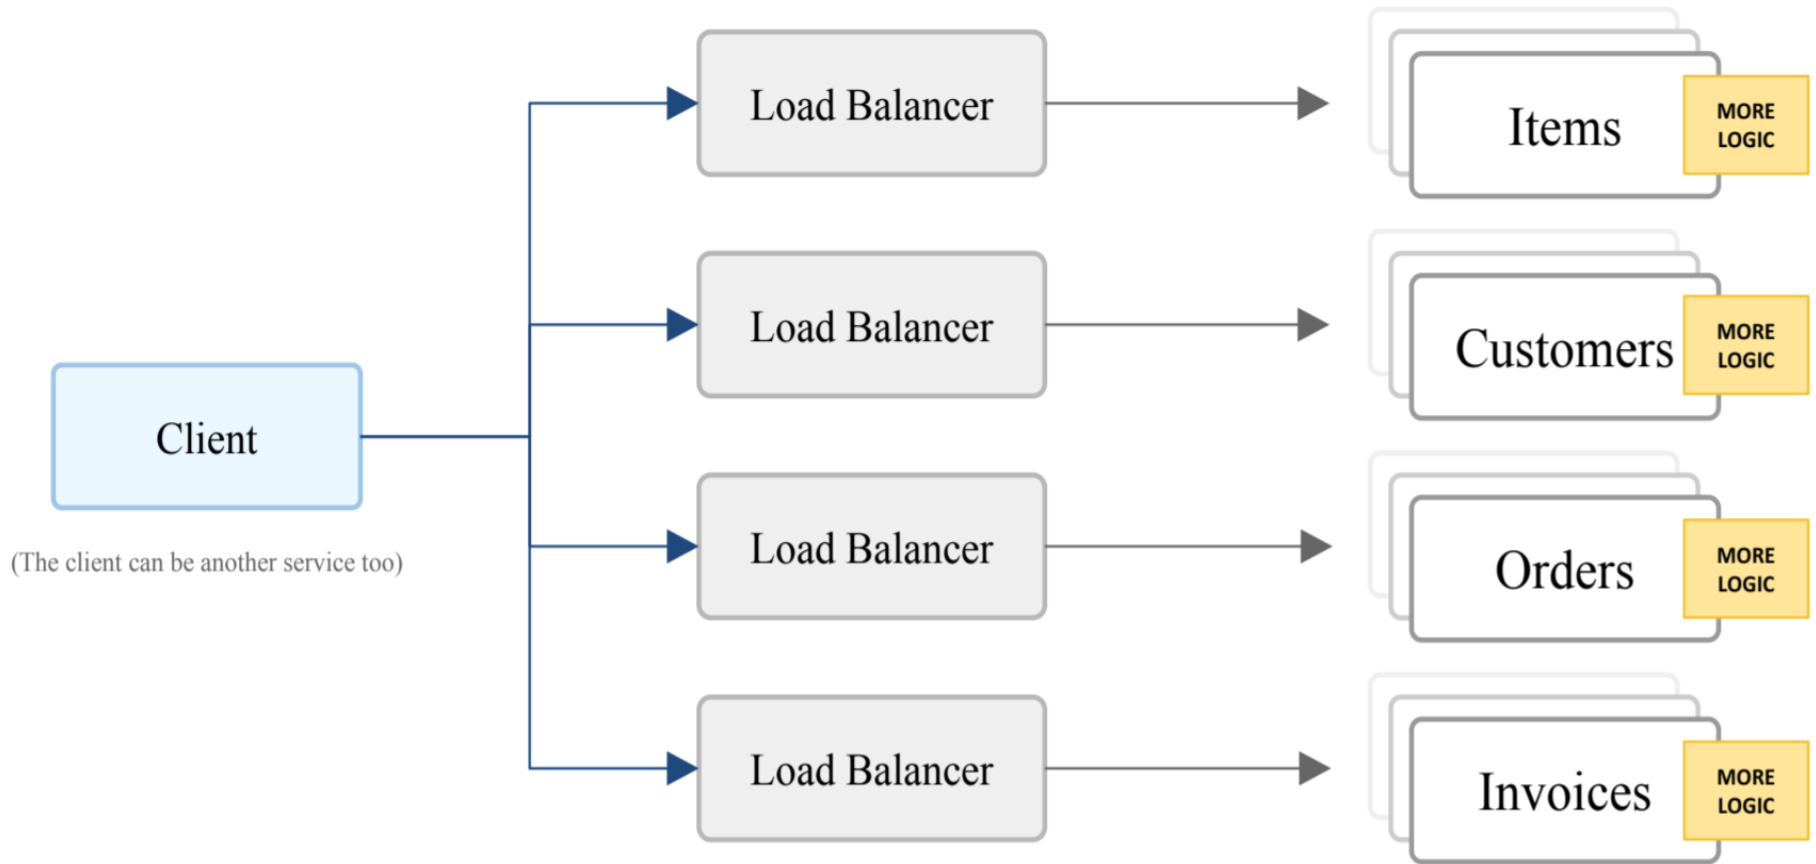 Load Balancer
Items
MORE
LOGIC
Load Balancer
Customers
MORE
LOGIC
Client
(The client can be another service too)
Load Balancer
Orders
MORE
LOGIC
Load Balancer
Invoices
MORE
LOGIC